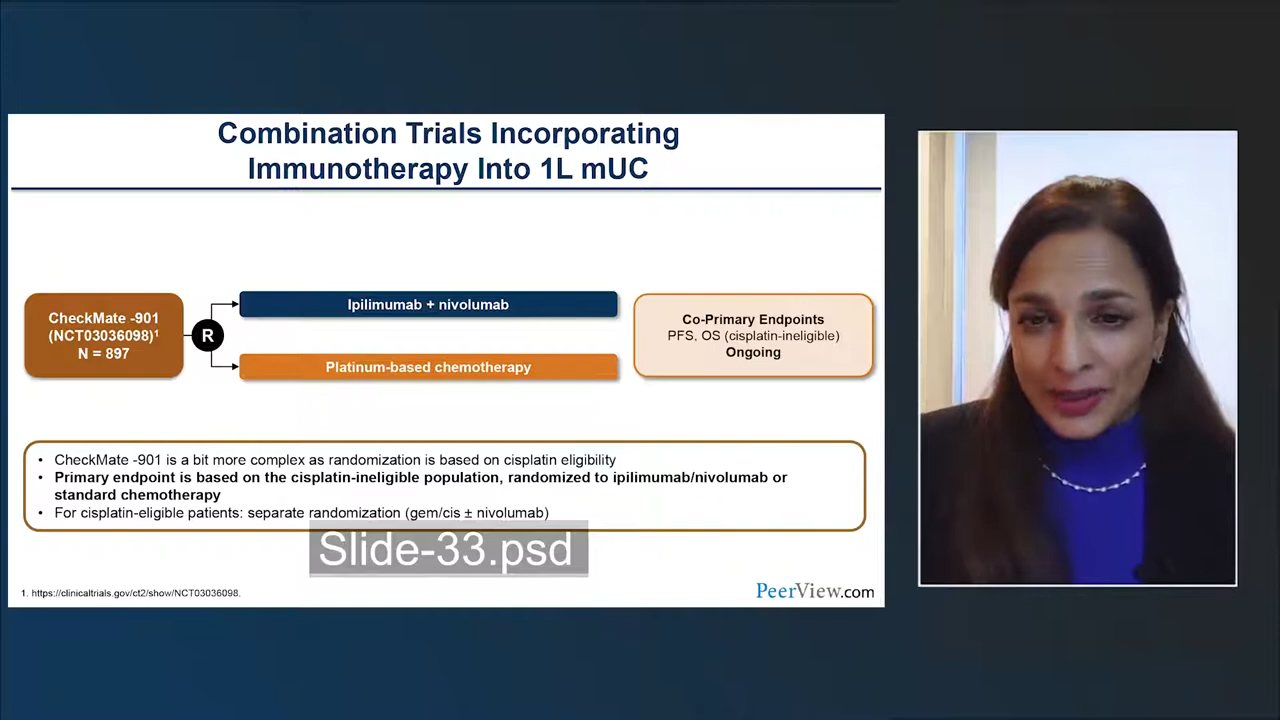 Combination Trials Incorporating
Immunotherapy Into 1L mUC
CheckMate -901
(NCT03036098)¹
N = 897
R
Ipilimumab + nivolumab
Platinum-based chemotherapy
Co-Primary Endpoints
PFS, OS (cisplatin-ineligible)
Ongoing
• CheckMate -901 is a bit more complex as randomization is based on cisplatin eligibility
• Primary endpoint is based on the cisplatin-ineligible population, randomized to ipilimumab/nivolumab or
standard chemotherapy
• For cisplatin-eligible patients: separate randomization (gem/cis ± nivolumab)
Slide-33.psd
1. https://clinicaltrials.gov/ct2/show/NCT03036098.
PeerView.com